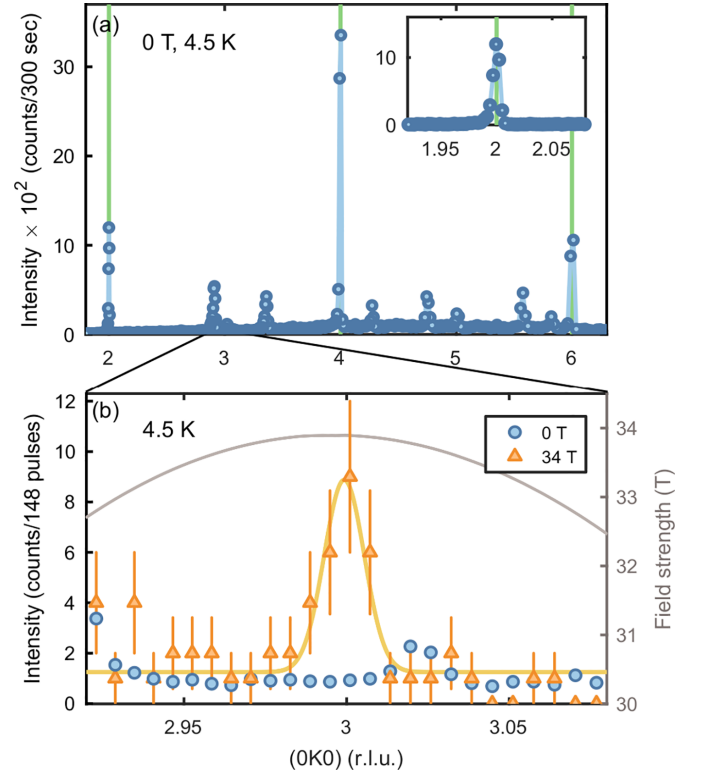 (a)
0 T, 4.5 K
Intensity × 10² (counts/300 sec)
30
20
10
0
2
3
4
5
6
10
0
1.95
2
2.05
(b)
4.5 K
0 T
34 T
Intensity (counts/148 pulses)
12
10
8
6
4
2
0
34
33
32
31
30
Field strength (T)
2.95
3
3.05
(0K0) (r.l.u.)